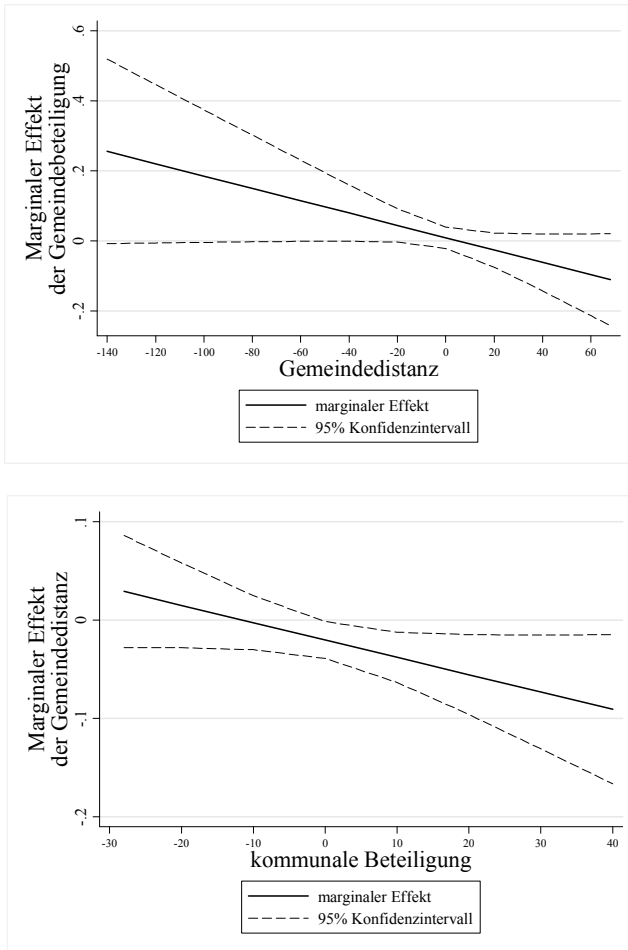 Marginaler Effekt
der Gemeindebeteiligung
.6
.4
.2
0
-.2
-140 -120 -100 -80 -60 -40 -20 0 20 40 60
Gemeindedistanz
marginaler Effekt
95% Konfidenzintervall
Marginaler Effekt
der Gemeindedistanz
.1
0
-.1
-.2
-30 -20 -10 0 10 20 30 40
kommunale Beteiligung
marginaler Effekt
95% Konfidenzintervall